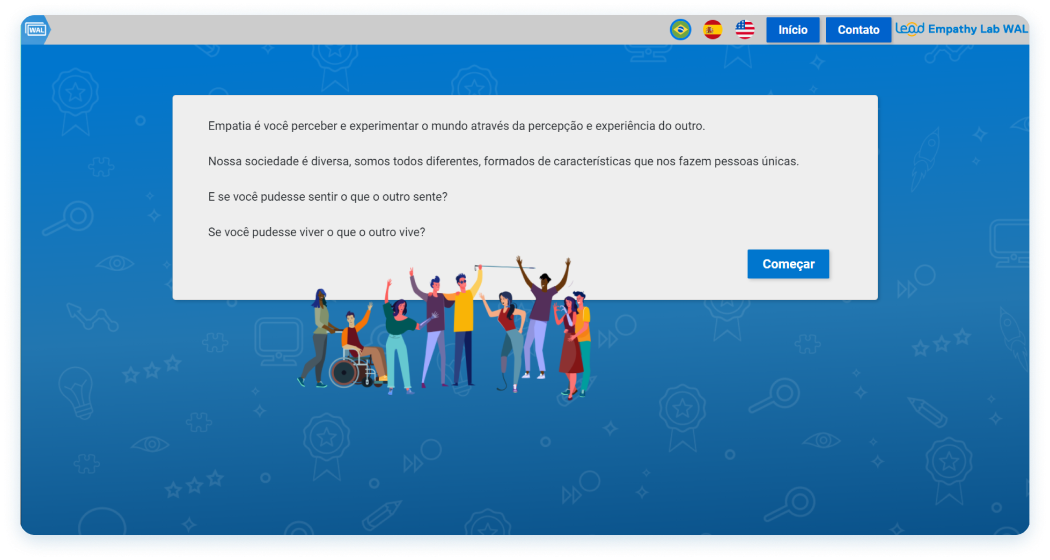 WAL
Início
Contato
Lead Empathy Lab WAL
Empatia é você perceber e experimentar o mundo através da percepção e experiência do outro.
Nossa sociedade é diversa, somos todos diferentes, formados de características que nos fazem pessoas únicas.
E se você pudesse sentir o que o outro sente?
Se você pudesse viver o que o outro vive?
Começar